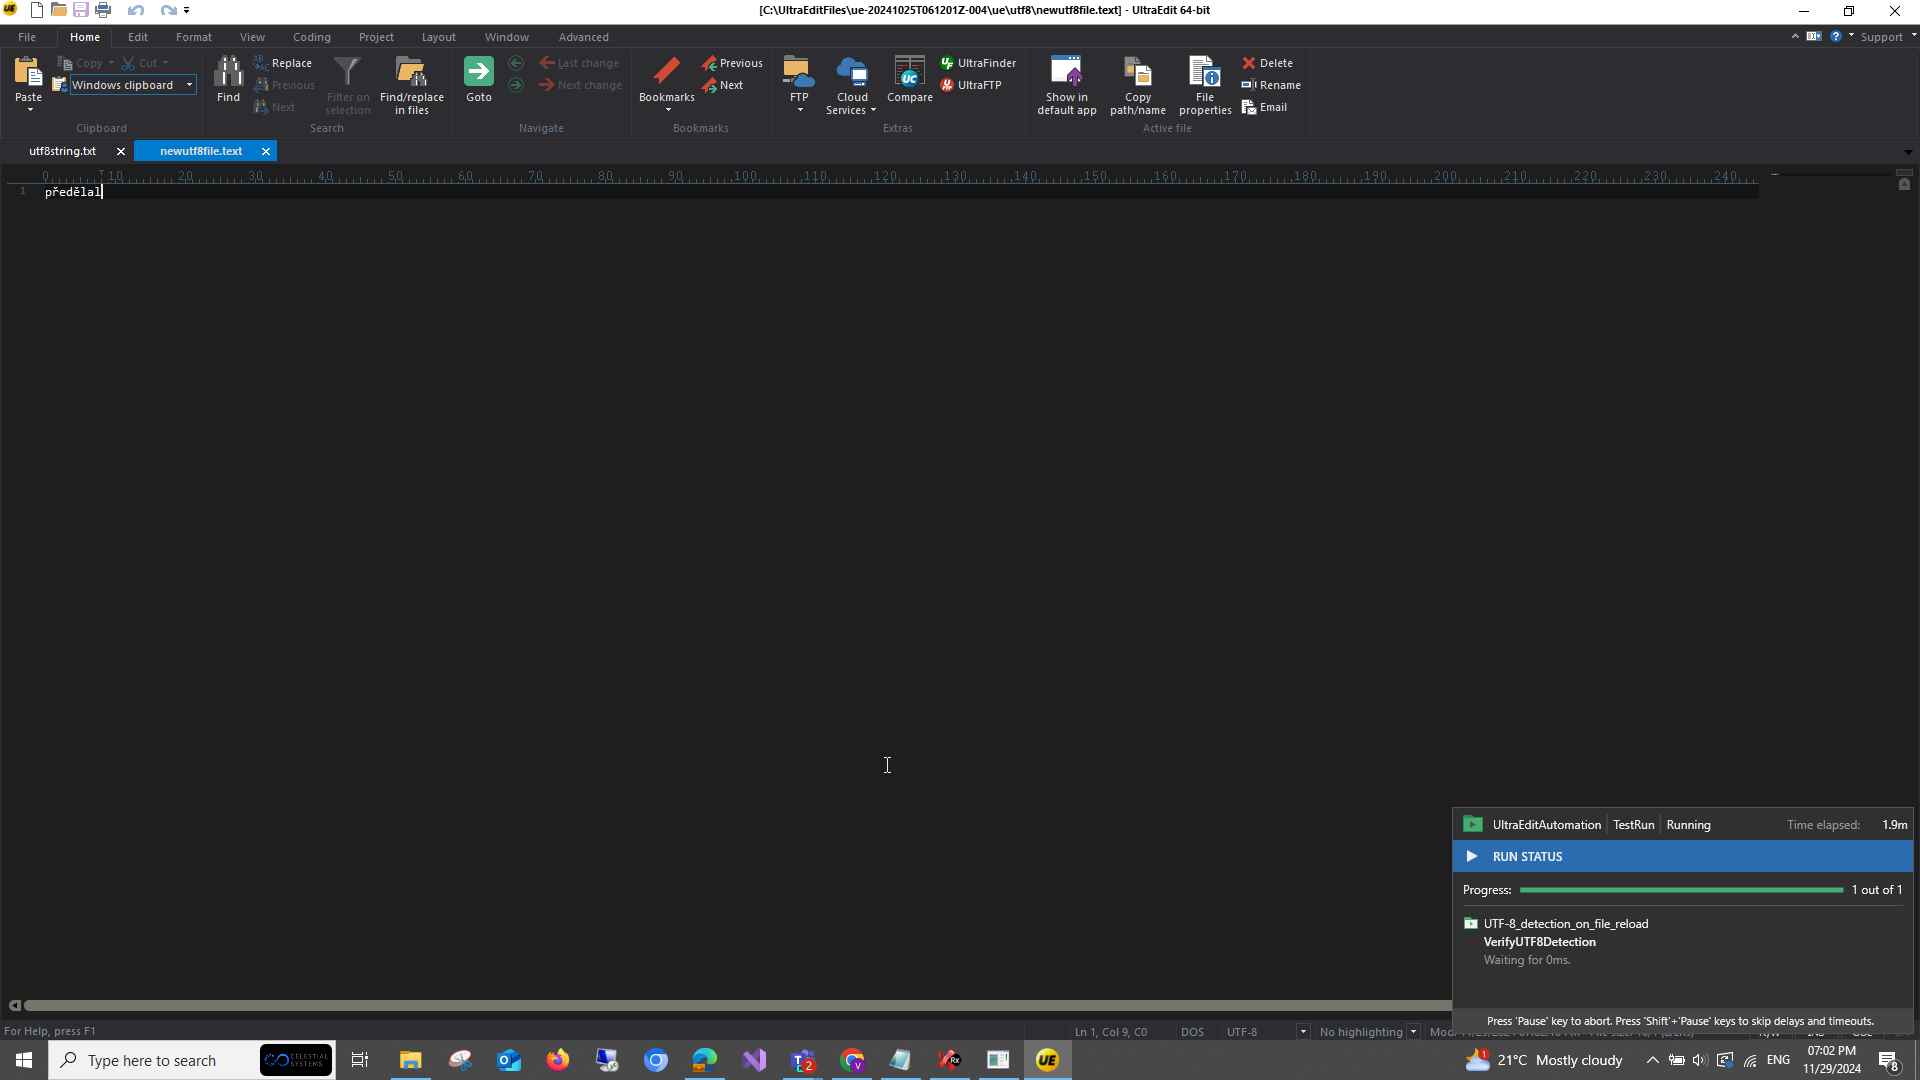 [C:\UltraEditFiles\ue-20241025T061201Z-004\ue\utf8\newutf8file.text] - UltraEdit 64-bit
File Home Edit Format View Coding Project Layout Window Advanced Support
Paste
Copy Cut
Windows clipboard
Clipboard
Find
Replace
Previous
Next
Filter on selection
Find/replace in files
Search
Goto
Last change
Next change
Navigate
Bookmarks
Previous
Next
Bookmarks
FTP
Cloud Services
Compare
UltraFinder
UltraFTP
Extras
Show in default app
Copy path/name
File properties
Delete
Rename
Email
Active file
utf8string.txt newutf8file.text
0 10 20 30 40 50 60 70 80 90 100 110 120 130 140 150 160 170 180 190 200 210 220 230 240
1 předělal
UltraEditAutomation TestRun Running Time elapsed: 1.9m
RUN STATUS
Progress: 1 out of 1
UTF-8_detection_on_file_reload
VerifyUTF8Detection
Waiting for 0ms.
Press 'Pause' key to abort. Press 'Shift'+'Pause' keys to skip delays and timeouts.
For Help, press F1 Ln 1, Col 9, C0 DOS UTF-8 No highlighting
Type here to search CELESTIAL SYSTEMS
21°C Mostly cloudy ENG 07:02 PM
11/29/2024